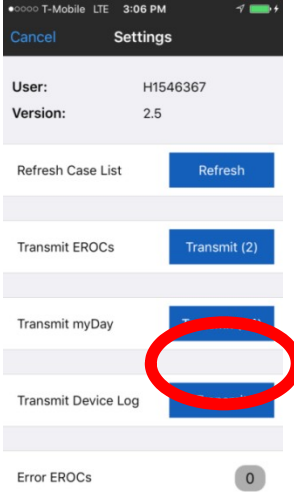 T-Mobile LTE 3:06 PM
Cancel Settings
User: H1546367
Version: 2.5
Refresh Case List Refresh
Transmit EROCs Transmit (2)
Transmit myDay
Transmit Device Log
Error EROCs 0